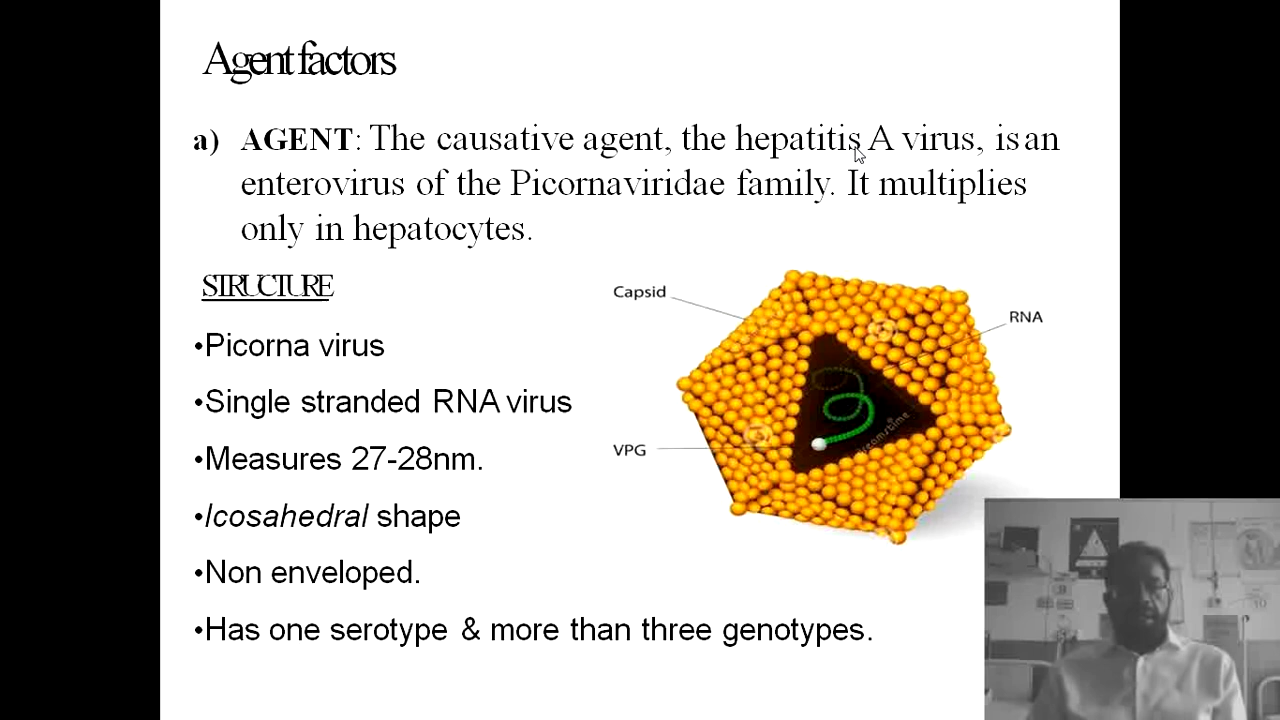 Agent factors
a) AGENT: The causative agent, the hepatitis A virus, is an
enterovirus of the Picornaviridae family. It multiplies
only in hepatocytes.
STRUCTURE
•Picorna virus
•Single stranded RNA virus
•Measures 27-28nm.
•Icosahedral shape
•Non enveloped.
•Has one serotype & more than three genotypes.
Capsid
RNA
VPG
dreamstime